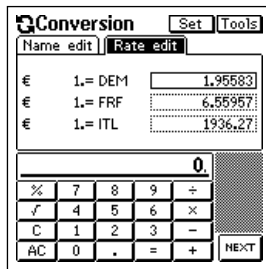 Conversion Set Tools
Name edit Rate edit
€ 1.= DEM 1.95583
€ 1.= FRF 6.55957
€ 1.= ITL 1936.27
0.
% 7 8 9 ÷
√ 4 5 6 ×
C 1 2 3 −
AC 0 . = + NEXT